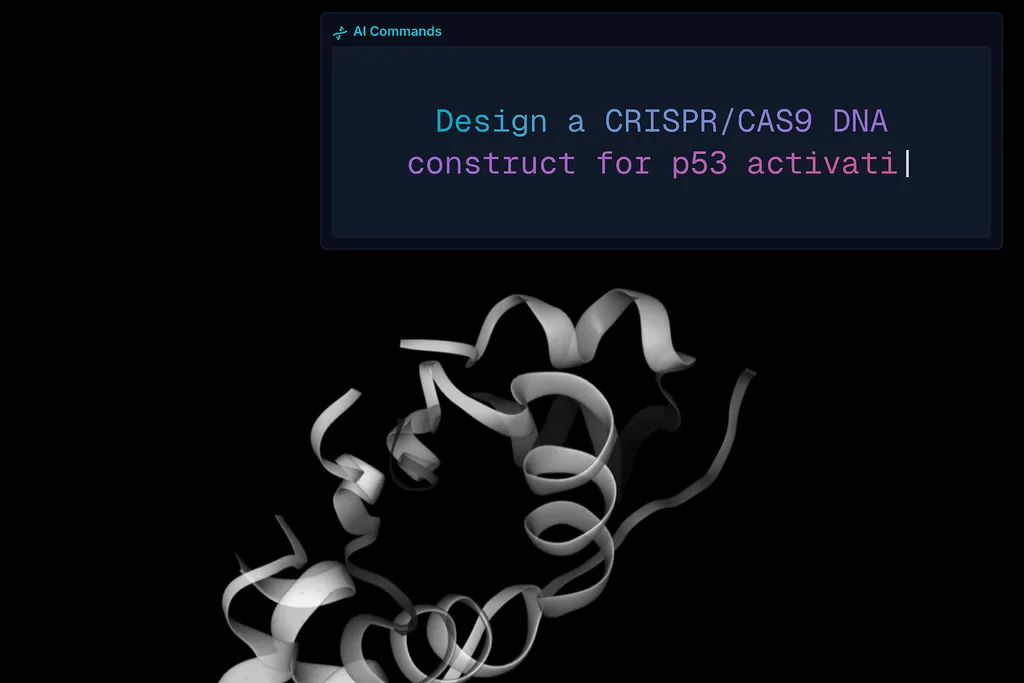 AI Commands
Design a CRISPR/CAS9 DNA
construct for p53 activati